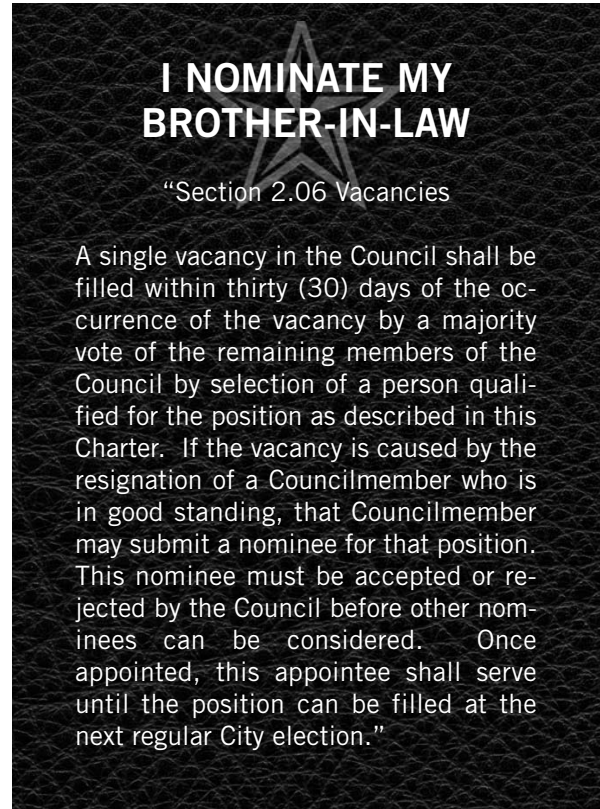 I NOMINATE MY
BROTHER-IN-LAW
“Section 2.06 Vacancies
A single vacancy in the Council shall be
filled within thirty (30) days of the oc-
currence of the vacancy by a majority
vote of the remaining members of the
Council by selection of a person quali-
fied for the position as described in this
Charter.  If the vacancy is caused by the
resignation of a Councilmember who is
in good standing, that Councilmember
may submit a nominee for that position.
This nominee must be accepted or re-
jected by the Council before other nom-
inees can be considered.  Once
appointed, this appointee shall serve
until the position can be filled at the
next regular City election.”